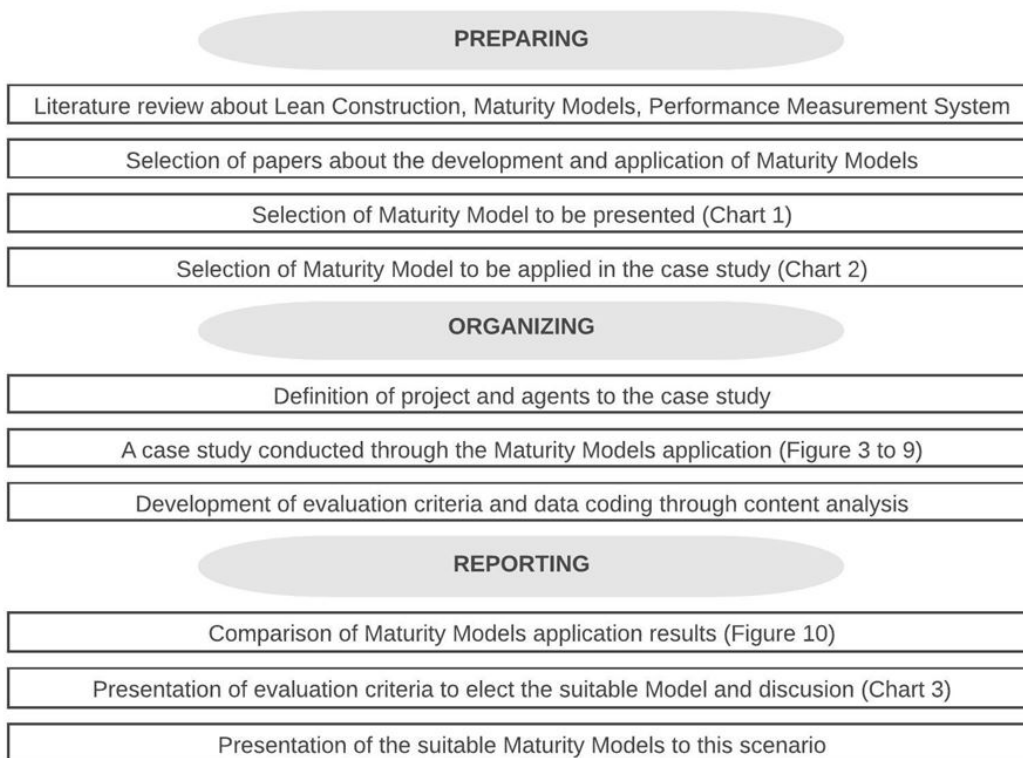 PREPARING
Literature review about Lean Construction, Maturity Models, Performance Measurement System
Selection of papers about the development and application of Maturity Models
Selection of Maturity Model to be presented (Chart 1)
Selection of Maturity Model to be applied in the case study (Chart 2)
ORGANIZING
Definition of project and agents to the case study
A case study conducted through the Maturity Models application (Figure 3 to 9)
Development of evaluation criteria and data coding through content analysis
REPORTING
Comparison of Maturity Models application results (Figure 10)
Presentation of evaluation criteria to elect the suitable Model and discusion (Chart 3)
Presentation of the suitable Maturity Models to this scenario